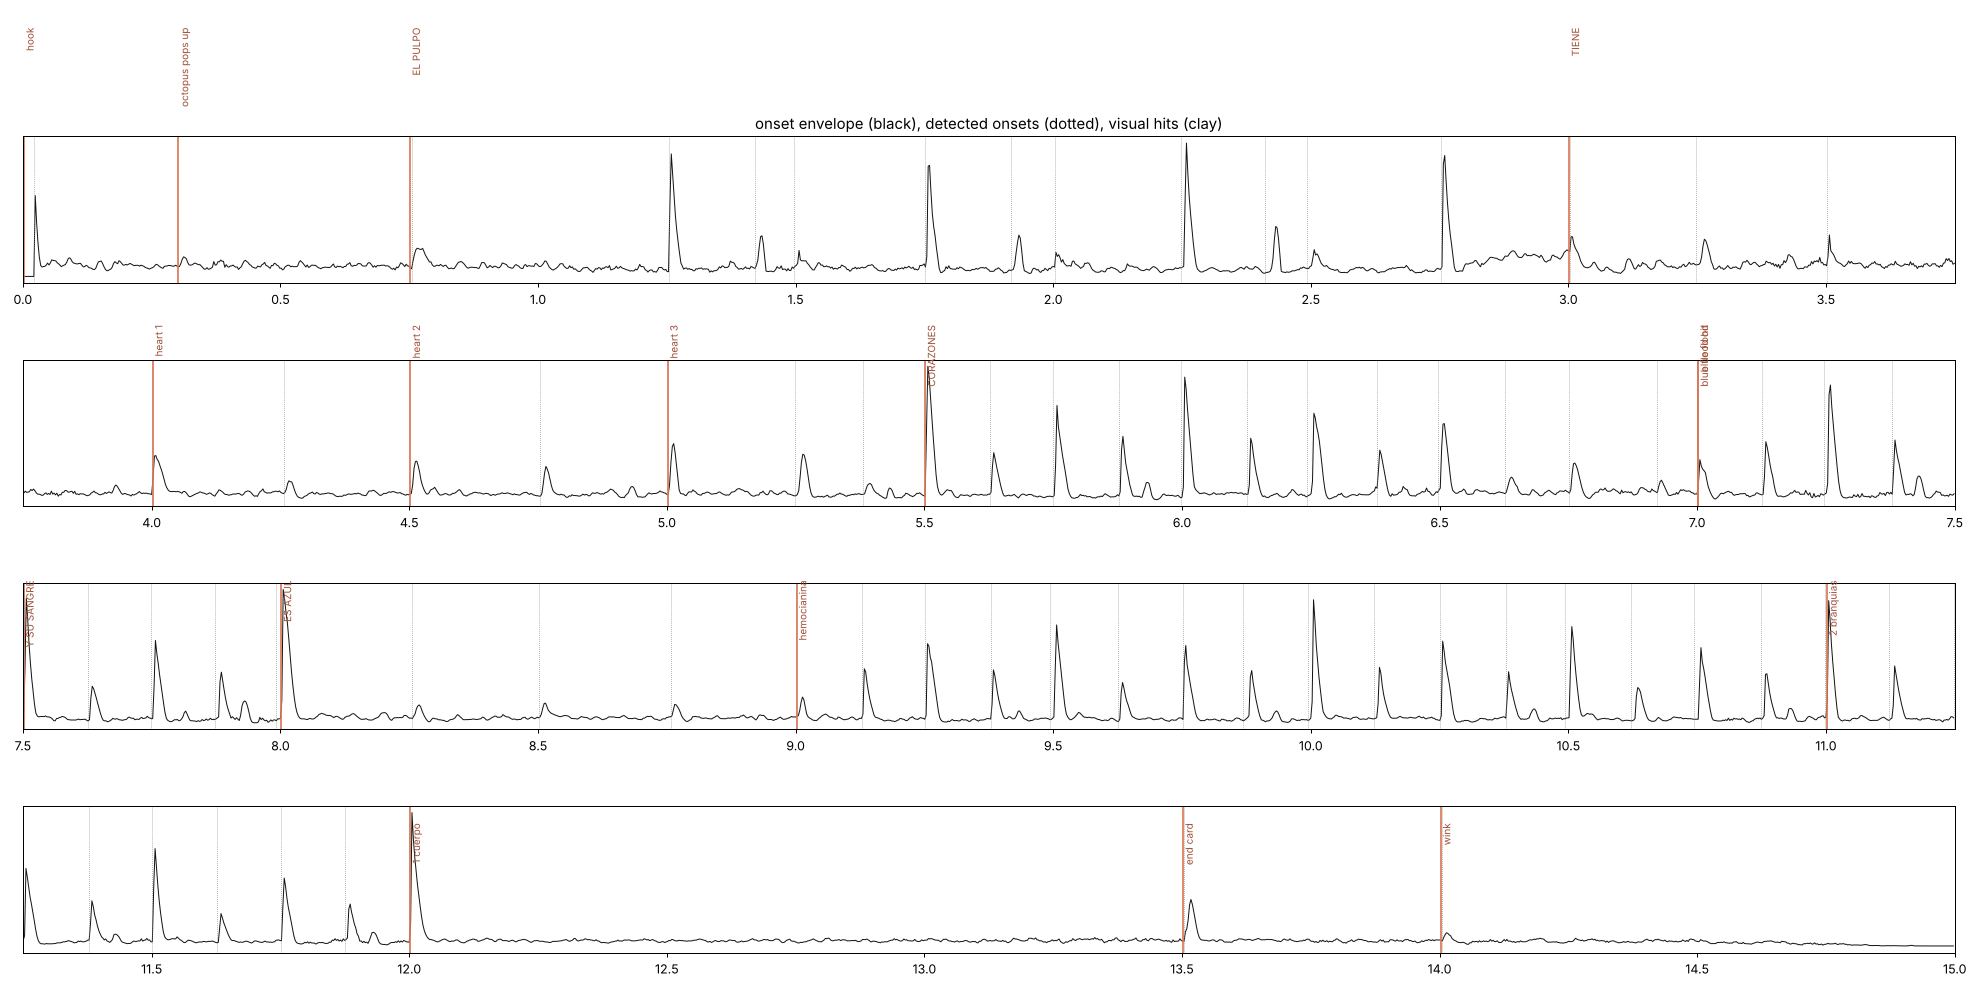 hook
octopus pops up
EL PULPO
TIENE
onset envelope (black), detected onsets (dotted), visual hits (clay)
0.0 0.5 1.0 1.5 2.0 2.5 3.0 3.5
heart 1
heart 2
heart 3
CORAZONES
4.0 4.5 5.0 5.5 6.0 6.5 7.0 7.5
Y SU SANGRE
ES AZUL
hemocianina
2 branquias
7.5 8.0 8.5 9.0 9.5 10.0 10.5 11.0
1 cuerpo
end card
wink
11.5 12.0 12.5 13.0 13.5 14.0 14.5 15.0